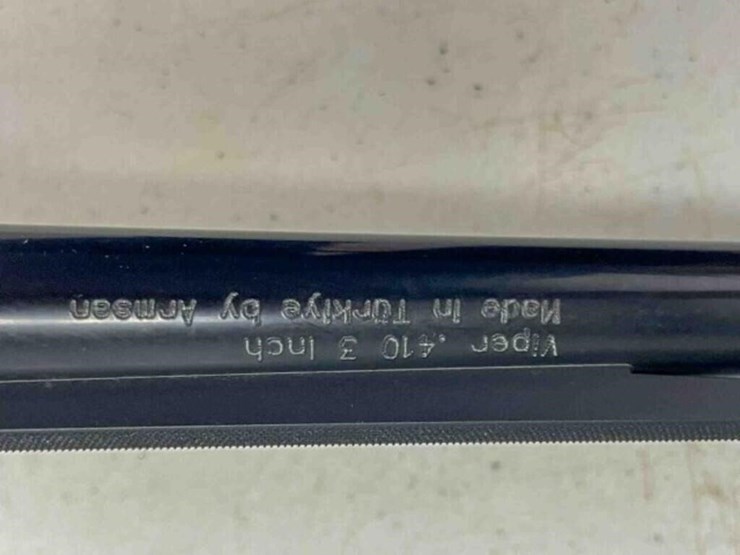 Viper .410 3 Inch
Made In Türkiye by Armsan